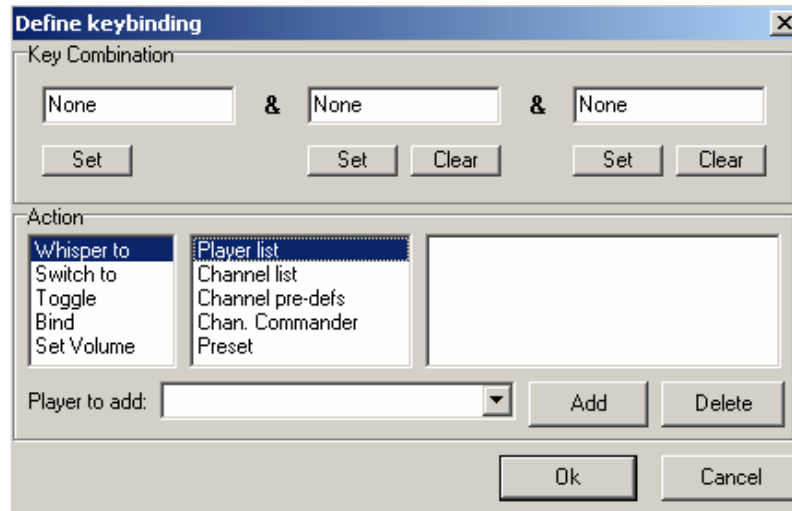 Define keybinding
Key Combination
None & None & None
Set Set Clear Set Clear
Action
Whisper to Player list
Switch to Channel list
Toggle Channel pre-defs
Bind Chan. Commander
Set Volume Preset
Player to add: Add Delete
Ok Cancel